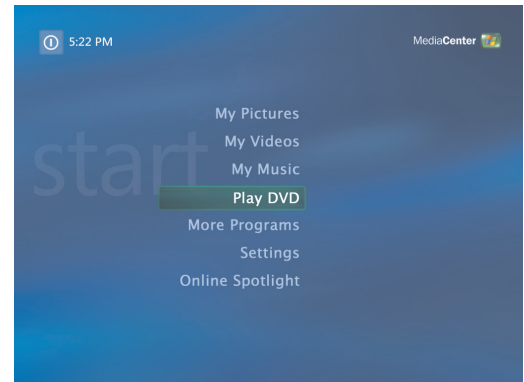 5:22 PM
MediaCenter
start
My Pictures
My Videos
My Music
Play DVD
More Programs
Settings
Online Spotlight